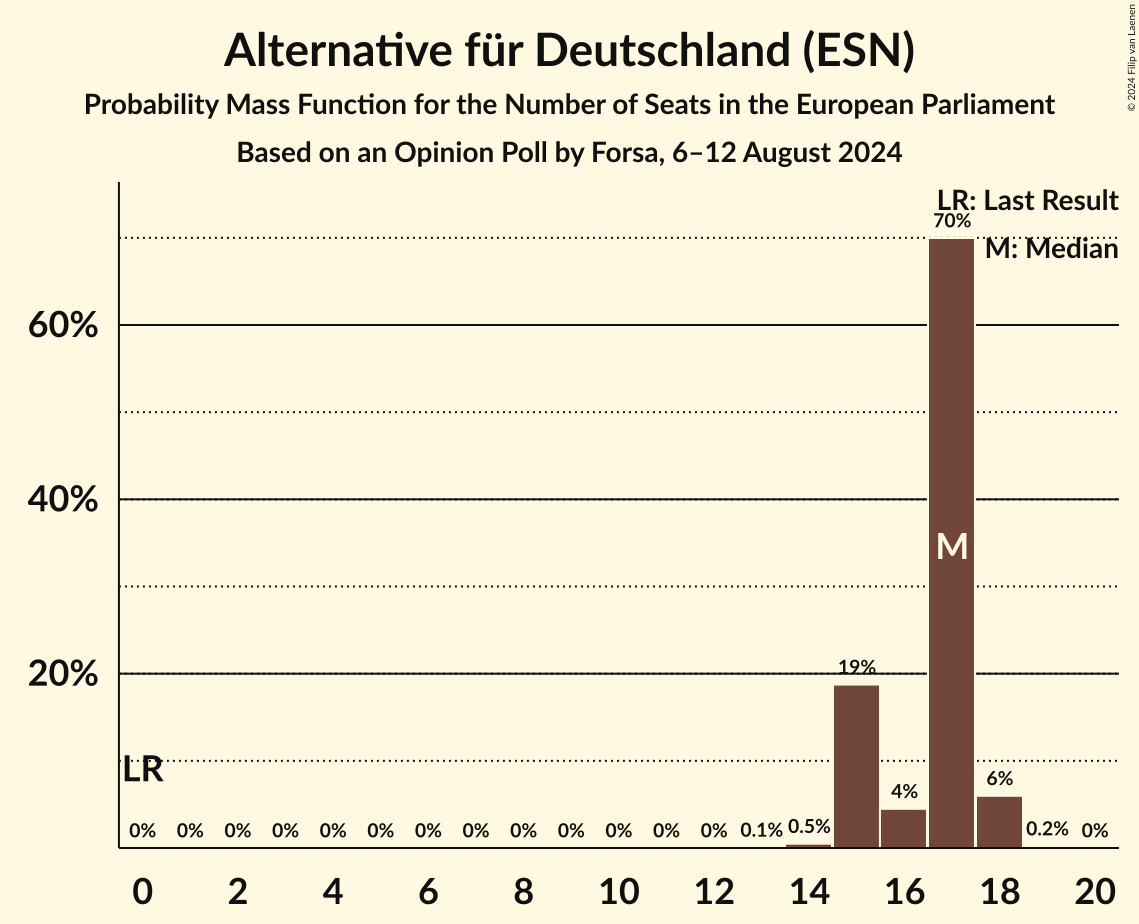 Alternative für Deutschland (ESN)
Probability Mass Function for the Number of Seats in the European Parliament
Based on an Opinion Poll by Forsa, 6–12 August 2024
© 2024 Filip van Laenen
LR: Last Result
M: Median
60%
40%
20%
70%
M
19%
LR
0% 0% 0% 0% 0% 0% 0% 0% 0% 0% 0% 0% 0% 0.1% 0.5% 4% 6% 0.2% 0%
0 2 4 6 8 10 12 14 16 18 20